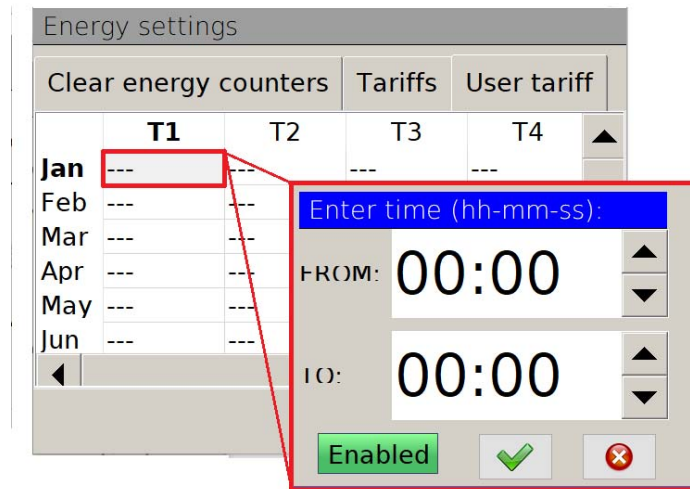 Energy settings
Clear energy counters Tariffs User tariff
T1 T2 T3 T4
Jan --- --- --- ---
Feb --- ---
Mar --- ---
Apr --- ---
May --- ---
Jun --- ---
Enter time (hh-mm-ss):
FROM: 00:00
TO: 00:00
Enabled